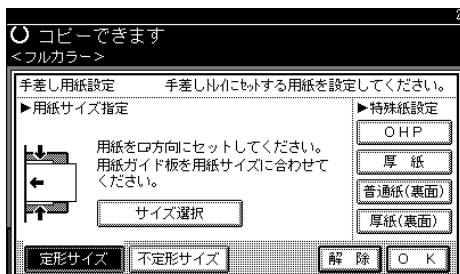 コピーできます
<フルカラー>
手差し用紙設定 手差しトレイにセットする用紙を設定してください。
▶用紙サイズ指定
▶特殊紙設定
用紙を▭方向にセットしてください。
用紙ガイド板を用紙サイズに合わせて
ください。
サイズ選択
OHP
厚 紙
普通紙(裏面)
厚紙(裏面)
定形サイズ
不定形サイズ
解 除
O K